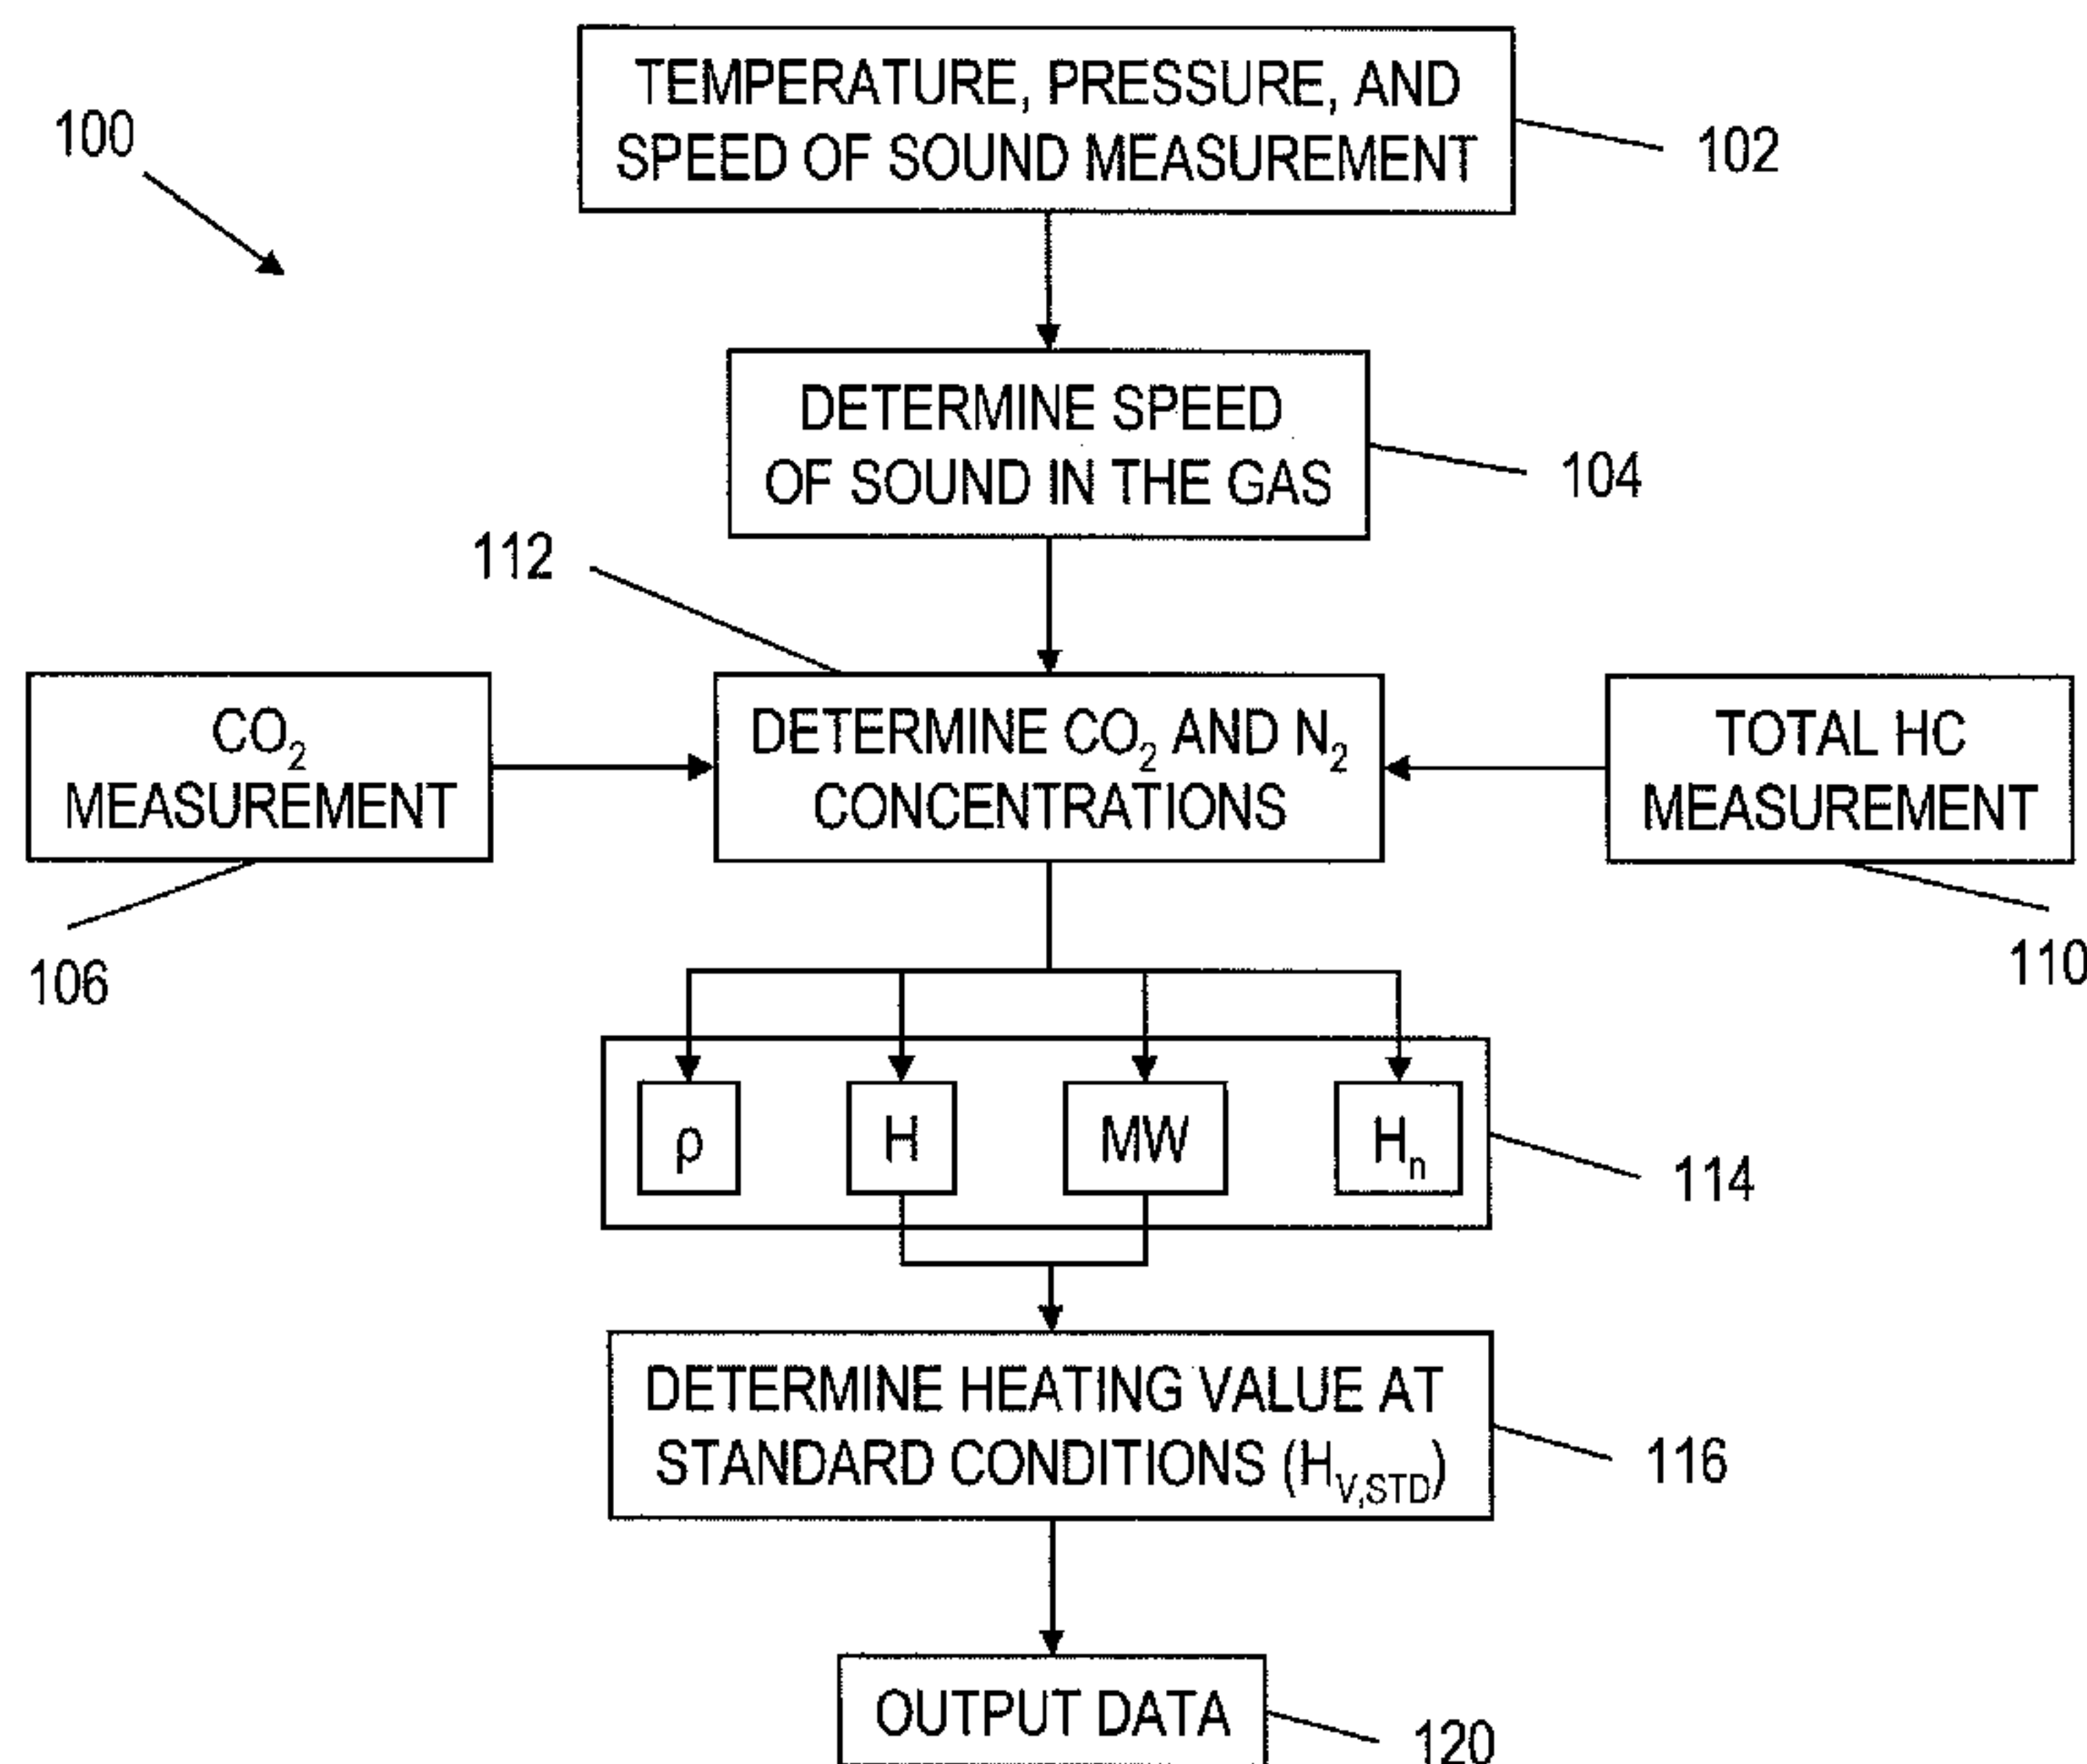 100
TEMPERATURE, PRESSURE, AND
SPEED OF SOUND MEASUREMENT
102
DETERMINE SPEED
OF SOUND IN THE GAS
104
112
CO₂
MEASUREMENT
106
DETERMINE CO₂ AND N₂
CONCENTRATIONS
TOTAL HC
MEASUREMENT
110
ρ
H
MW
Hₙ
114
DETERMINE HEATING VALUE AT
STANDARD CONDITIONS (H_V,STD)
116
OUTPUT DATA
120